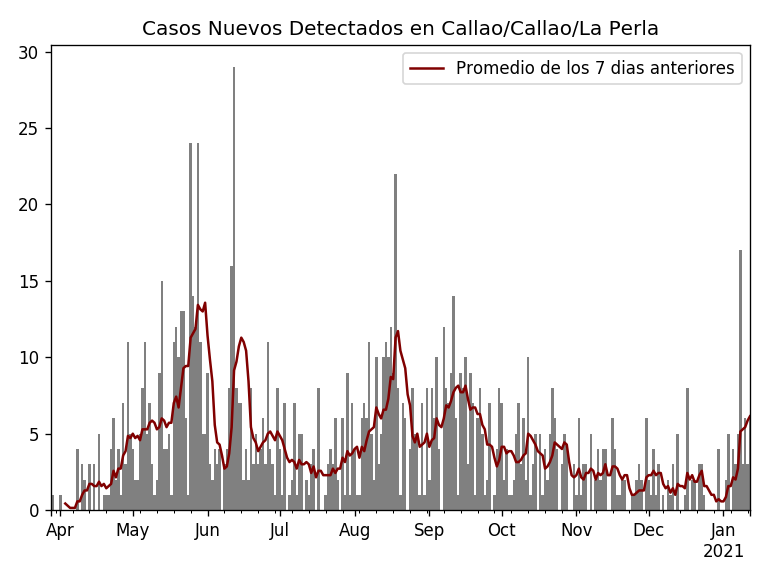 Casos Nuevos Detectados en Callao/Callao/La Perla
Promedio de los 7 dias anteriores
30
25
20
15
10
5
0
Apr May Jun Jul Aug Sep Oct Nov Dec Jan
2021